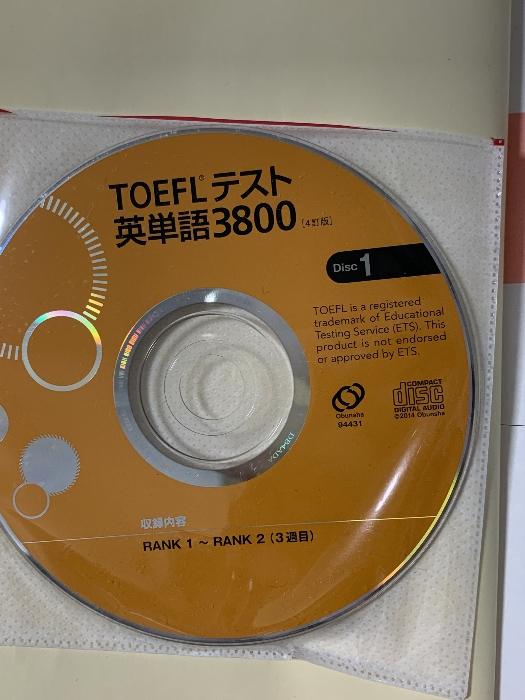 TOEFL® テスト
英単語3800 [4訂版]
Disc 1
TOEFL is a registered
trademark of Educational
Testing Service (ETS). This
product is not endorsed
or approved by ETS.
Obunsha
94431
COMPACT
disc
DIGITAL AUDIO
©2014 Obunsha
DB4ADA
収録内容
RANK 1 ~ RANK 2 (3週目)